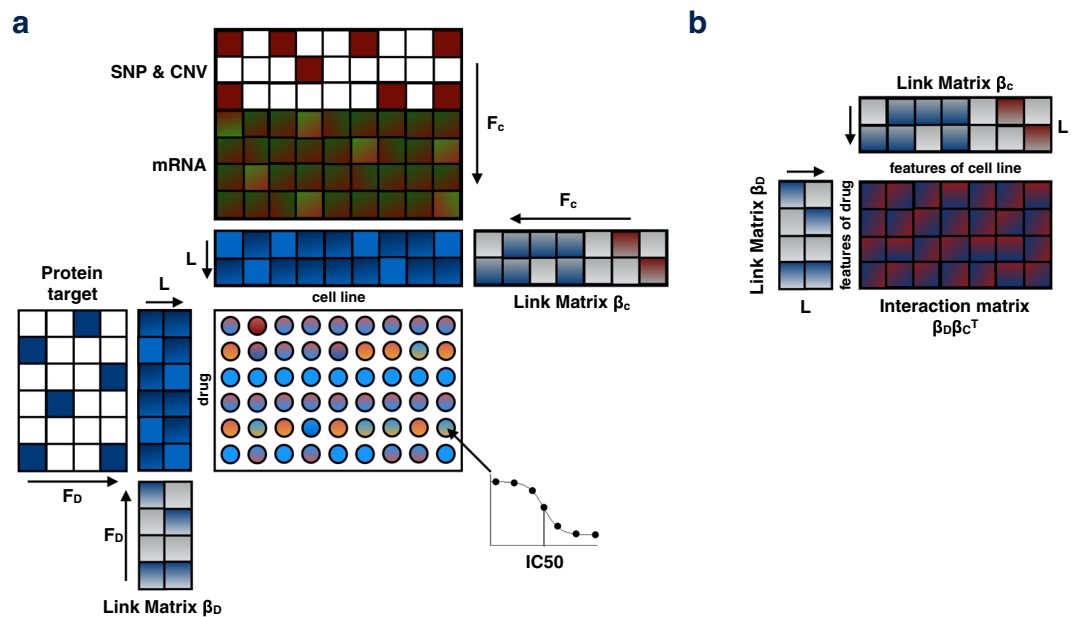 a
SNP & CNV
mRNA
Fc
L
Fc
cell line
Link Matrix βc
Protein
target
L
drug
FD
FD
Link Matrix βD
IC50
b
Link Matrix βc
L
features of cell line
Link Matrix βD
features of drug
L
Interaction matrix
βDβCT